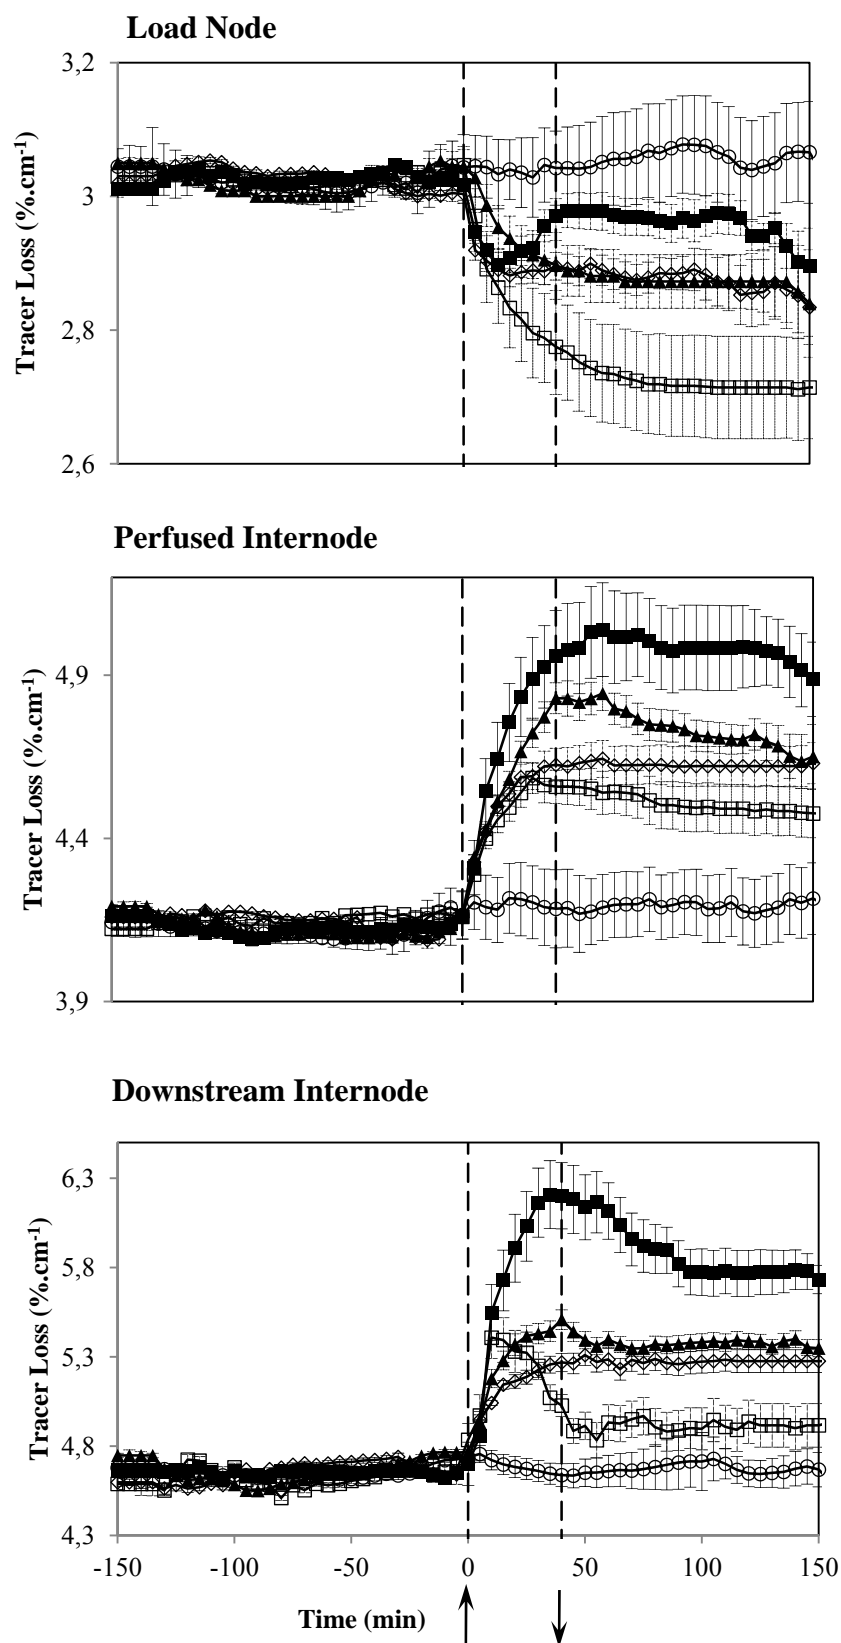 Load Node
3,2
3
2,8
2,6
Tracer Loss (%.cm-1)
Perfused Internode
4,9
4,4
3,9
Tracer Loss (%.cm-1)
Downstream Internode
6,3
5,8
5,3
4,8
4,3
Tracer Loss (%.cm-1)
-150 -100 -50 0 50 100 150
Time (min)